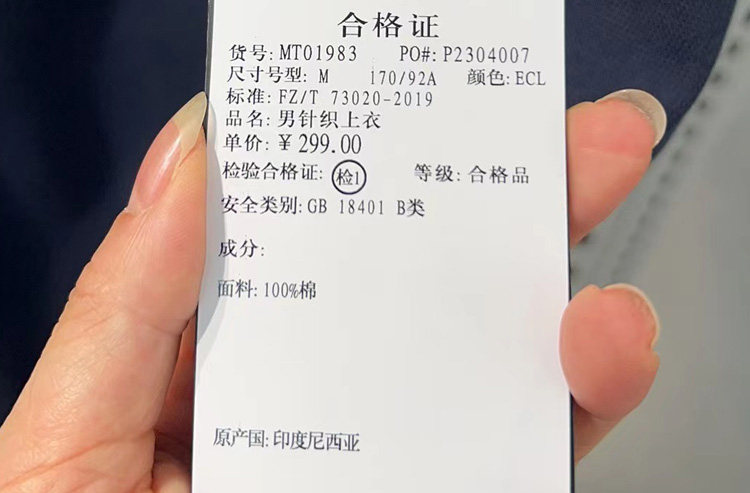 合格证
货号: MT01983 PO#: P2304007
尺寸号型: M 170/92A 颜色: ECL
标准: FZ/T 73020-2019
品名: 男针织上衣
单价: ¥ 299.00
检验合格证: 检1 等级: 合格品
安全类别: GB 18401 B类
成分:
面料: 100%棉
原产国: 印度尼西亚